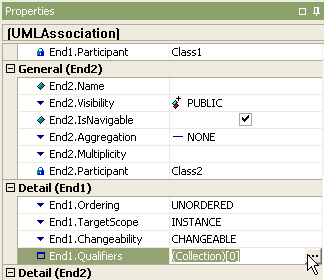 Properties
(UMLAssociation)
End1.Participant Class1
General (End2)
End2.Name
End2.Visibility PUBLIC
End2.IsNavigable
End2.Aggregation NONE
End2.Multiplicity
End2.Participant Class2
Detail (End1)
End1.Ordering UNORDERED
End1.TargetScope INSTANCE
End1.Changeability CHANGEABLE
End1.Qualifiers (Collection)[0] ...
Detail (End2)